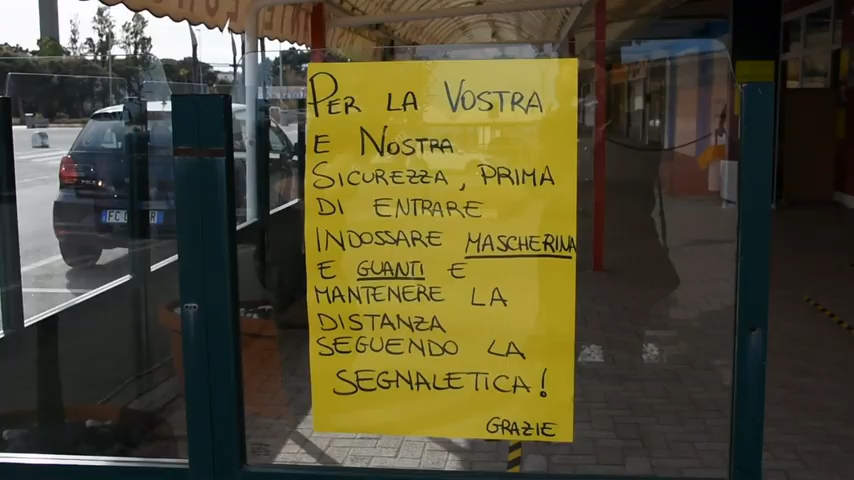 PER LA VOSTRA
E NOSTRA
SICUREZZA, PRIMA
DI ENTRARE
INDOSSARE MASCHERINA
E GUANTI E
MANTENERE LA
DISTANZA
SEGUENDO LA
SEGNALETICA!
GRAZIE